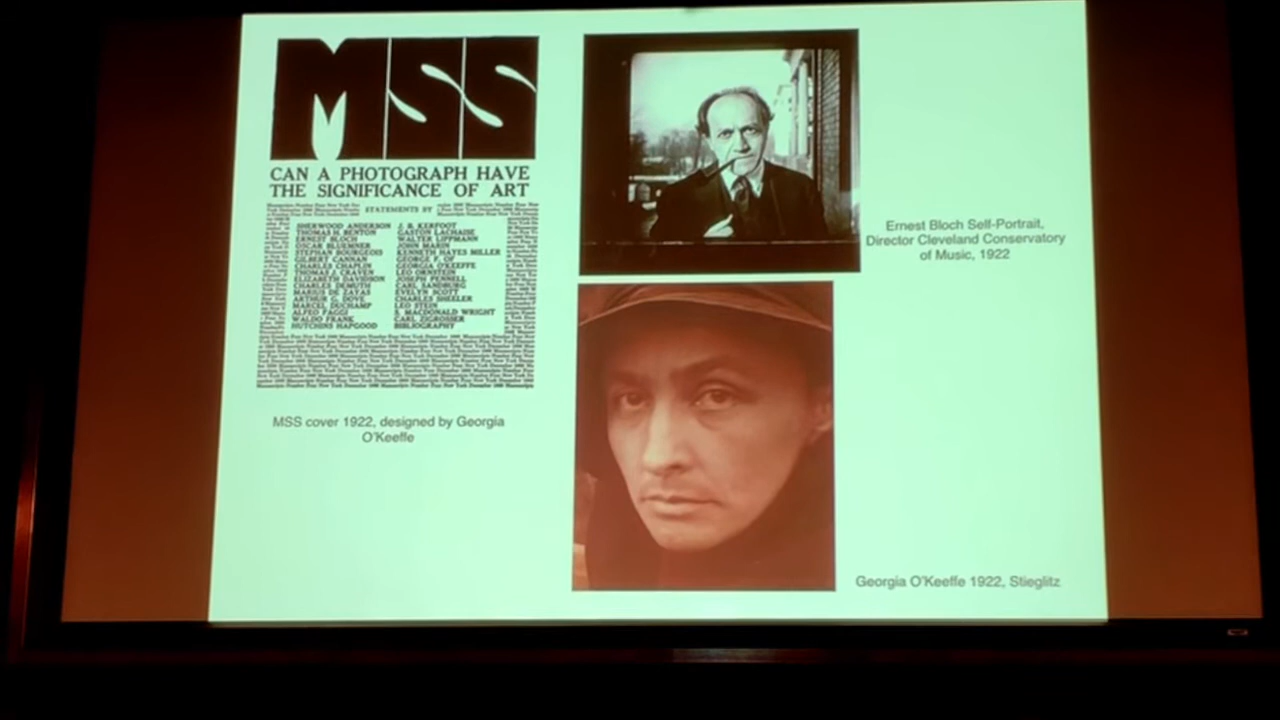 MSS
CAN A PHOTOGRAPH HAVE
THE SIGNIFICANCE OF ART
STATEMENTS BY
SHERWOOD ANDERSON
THOMAS H. BENTON
ERNEST BLOCH
OSCAR BLUEMNER
STEPHAN BOURGEOIS
GILBERT CANNAN
CHARLES CHAPLIN
THOMAS J. CRAVEN
ELIZABETH DAVIDSON
CHARLES DEMUTH
MARIUS DE ZAYAS
ARTHUR G. DOVE
MARCEL DUCHAMP
ALFEO FAGGI
WALDO FRANK
HUTCHINS HAPGOOD
J. B. KERFOOT
GASTON LACHAISE
WALTER LIPPMANN
JOHN MARIN
KENNETH HAYES MILLER
GEORGE F. OF
GEORGIA O'KEEFFE
LEO ORNSTEIN
JOSEPH PENNELL
CARL SANDBURG
EVELYN SCOTT
CHARLES SHEELER
LEO STEIN
S. MACDONALD WRIGHT
CARL ZIGROSSER
BIBLIOGRAPHY
MSS cover 1922, designed by Georgia
O'Keeffe
Ernest Bloch Self-Portrait,
Director Cleveland Conservatory
of Music, 1922
Georgia O'Keeffe 1922, Stieglitz